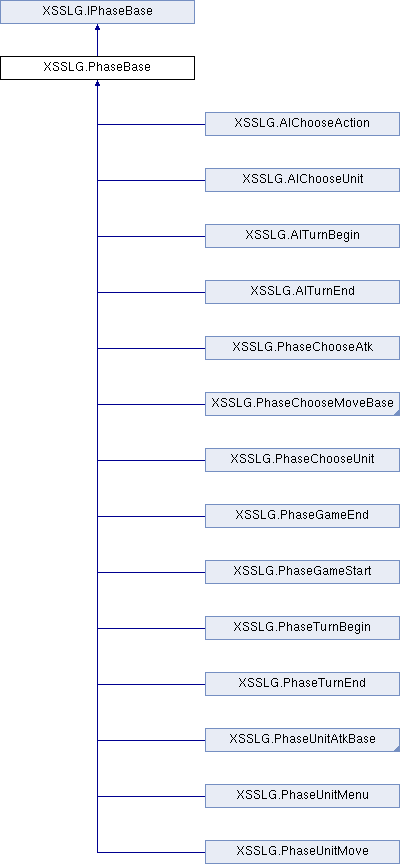 XSSLG.IPhaseBase
XSSLG.PhaseBase
XSSLG.AIChooseAction
XSSLG.AIChooseUnit
XSSLG.AITurnBegin
XSSLG.AITurnEnd
XSSLG.PhaseChooseAtk
XSSLG.PhaseChooseMoveBase
XSSLG.PhaseChooseUnit
XSSLG.PhaseGameEnd
XSSLG.PhaseGameStart
XSSLG.PhaseTurnBegin
XSSLG.PhaseTurnEnd
XSSLG.PhaseUnitAtkBase
XSSLG.PhaseUnitMenu
XSSLG.PhaseUnitMove